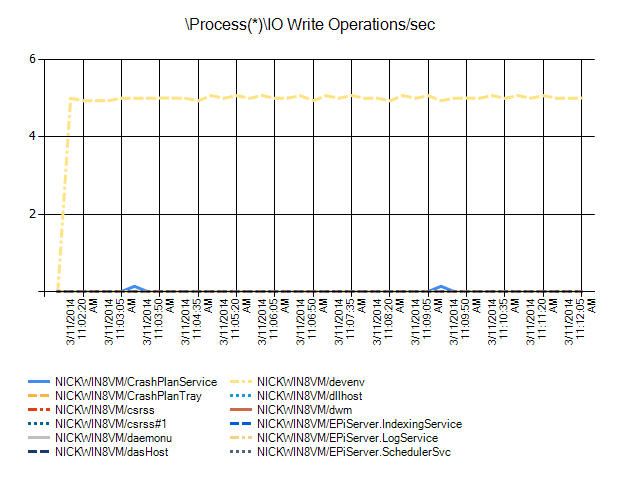 \Process(*)\IO Write Operations/sec
6
4
2
3/11/2014 11:02:20 AM
3/11/2014 11:03:05 AM
3/11/2014 11:03:50 AM
3/11/2014 11:04:35 AM
3/11/2014 11:05:20 AM
3/11/2014 11:06:05 AM
3/11/2014 11:06:50 AM
3/11/2014 11:07:35 AM
3/11/2014 11:08:20 AM
3/11/2014 11:09:05 AM
3/11/2014 11:09:50 AM
3/11/2014 11:10:35 AM
3/11/2014 11:11:20 AM
3/11/2014 11:12:05 AM
NICKWIN8VM/CrashPlanService NICKWIN8VM/devenv
NICKWIN8VM/CrashPlanTray NICKWIN8VM/dllhost
NICKWIN8VM/csrss NICKWIN8VM/dwm
NICKWIN8VM/csrss#1 NICKWIN8VM/EPiServer.IndexingService
NICKWIN8VM/daemonu NICKWIN8VM/EPiServer.LogService
NICKWIN8VM/dasHost NICKWIN8VM/EPiServer.SchedulerSvc